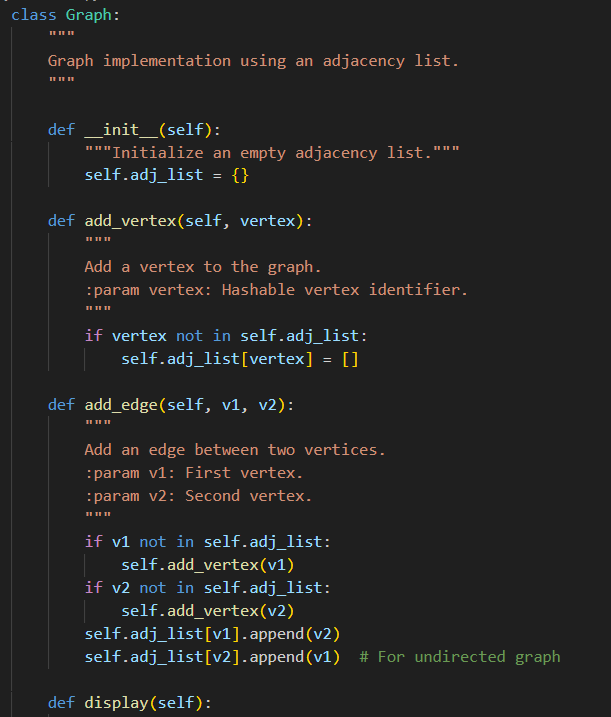 class Graph:
    """
    Graph implementation using an adjacency list.
    """

    def __init__(self):
        """Initialize an empty adjacency list."""
        self.adj_list = {}

    def add_vertex(self, vertex):
        """
        Add a vertex to the graph.
        :param vertex: Hashable vertex identifier.
        """
        if vertex not in self.adj_list:
            self.adj_list[vertex] = []

    def add_edge(self, v1, v2):
        """
        Add an edge between two vertices.
        :param v1: First vertex.
        :param v2: Second vertex.
        """
        if v1 not in self.adj_list:
            self.add_vertex(v1)
        if v2 not in self.adj_list:
            self.add_vertex(v2)
        self.adj_list[v1].append(v2)
        self.adj_list[v2].append(v1)  # For undirected graph

    def display(self):